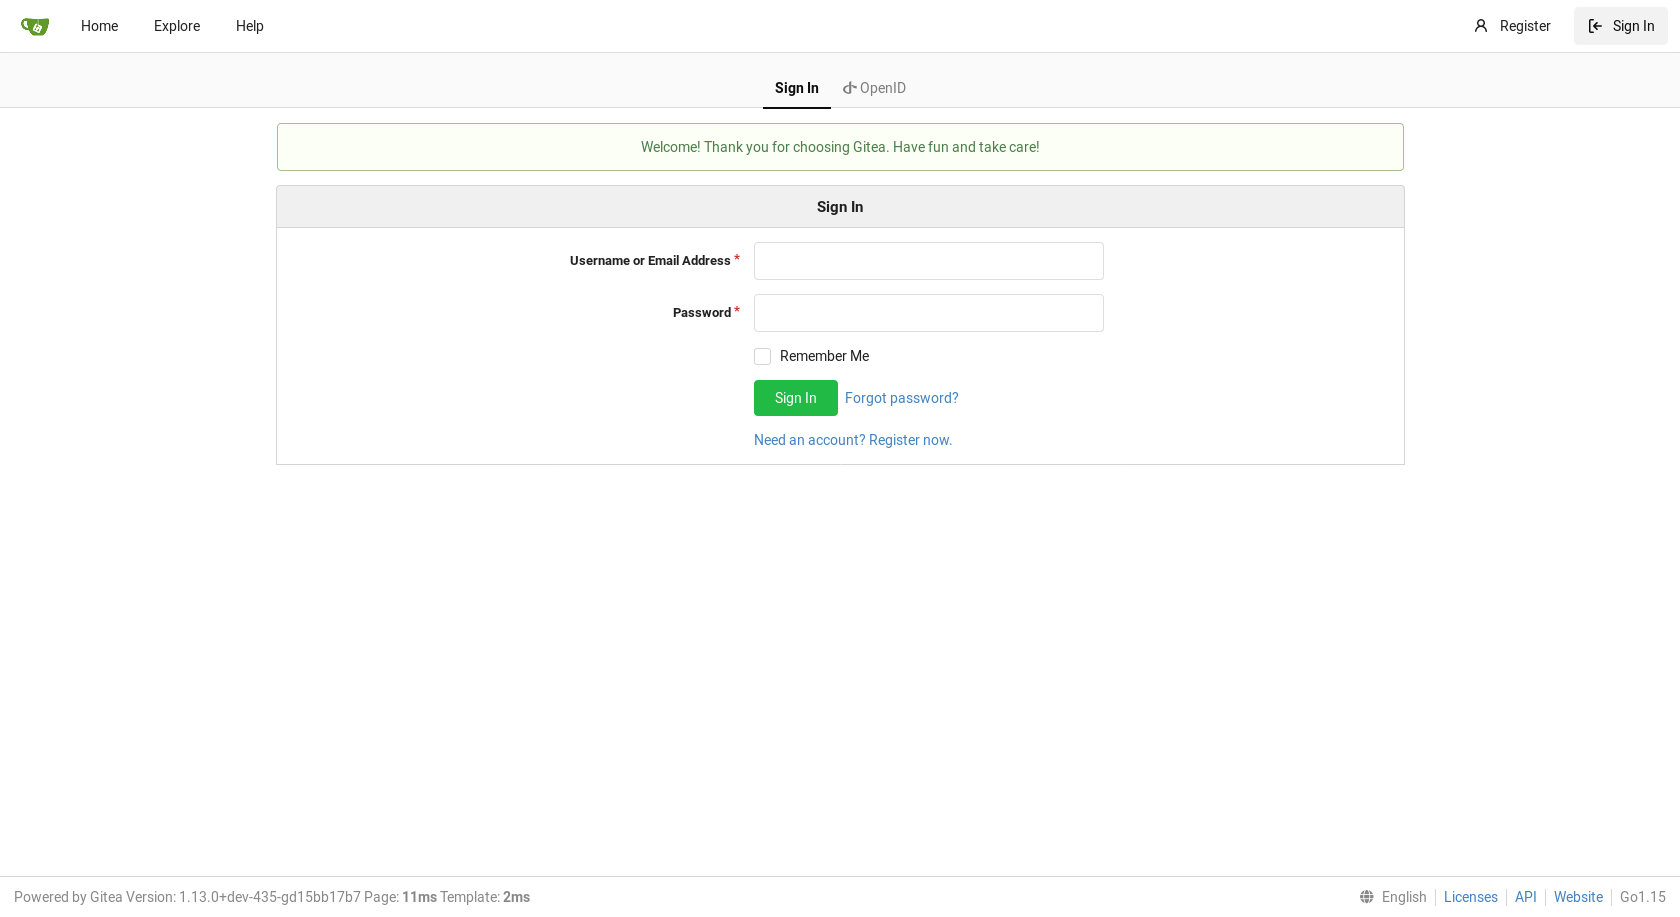 Home Explore Help Register Sign In
Sign In OpenID
Welcome! Thank you for choosing Gitea. Have fun and take care!
Sign In
Username or Email Address *
Password *
Remember Me
Sign In Forgot password?
Need an account? Register now.
Powered by Gitea Version: 1.13.0+dev-435-gd15bb17b7 Page: 11ms Template: 2ms English Licenses API Website Go1.15